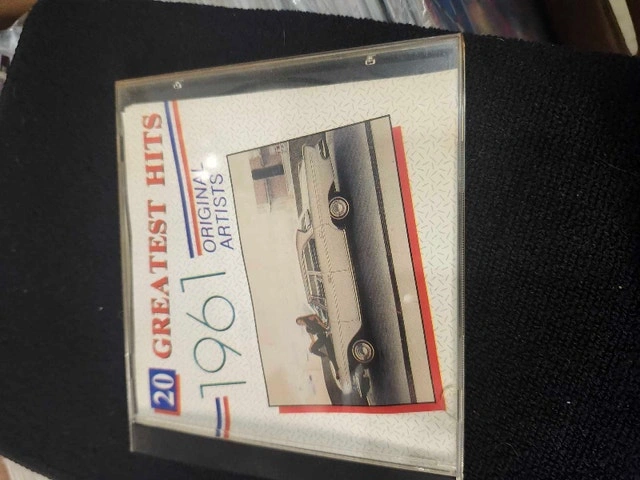 20 GREATEST HITS
1961
ORIGINAL
ARTISTS